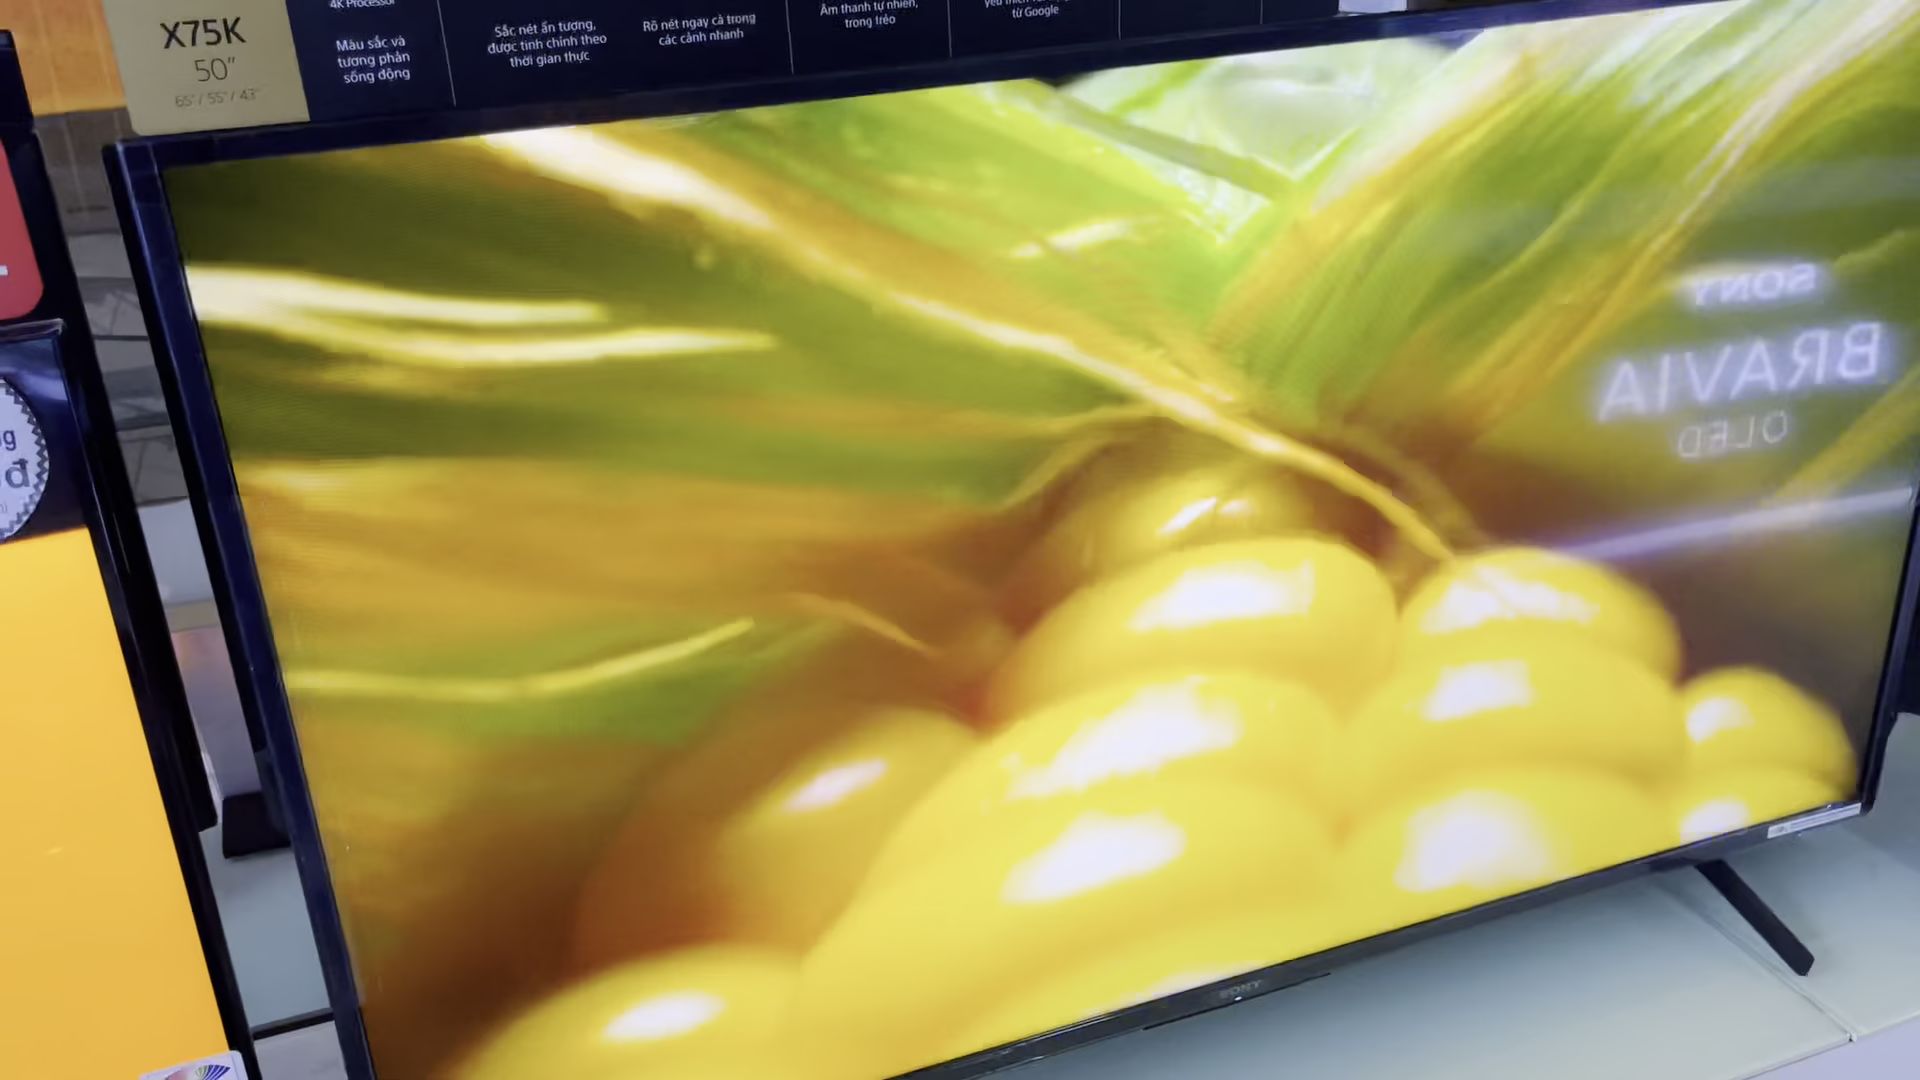 4K Processor
X75K
50"
65" / 55" / 43"
Màu sắc và
tương phản
sống động
Sắc nét ấn tượng,
được tinh chỉnh theo
thời gian thực
Rõ nét ngay cả trong
các cảnh nhanh
Âm thanh tự nhiên,
trong trẻo
từ Google
SONY
BRAVIA
OLED
đ
SONY